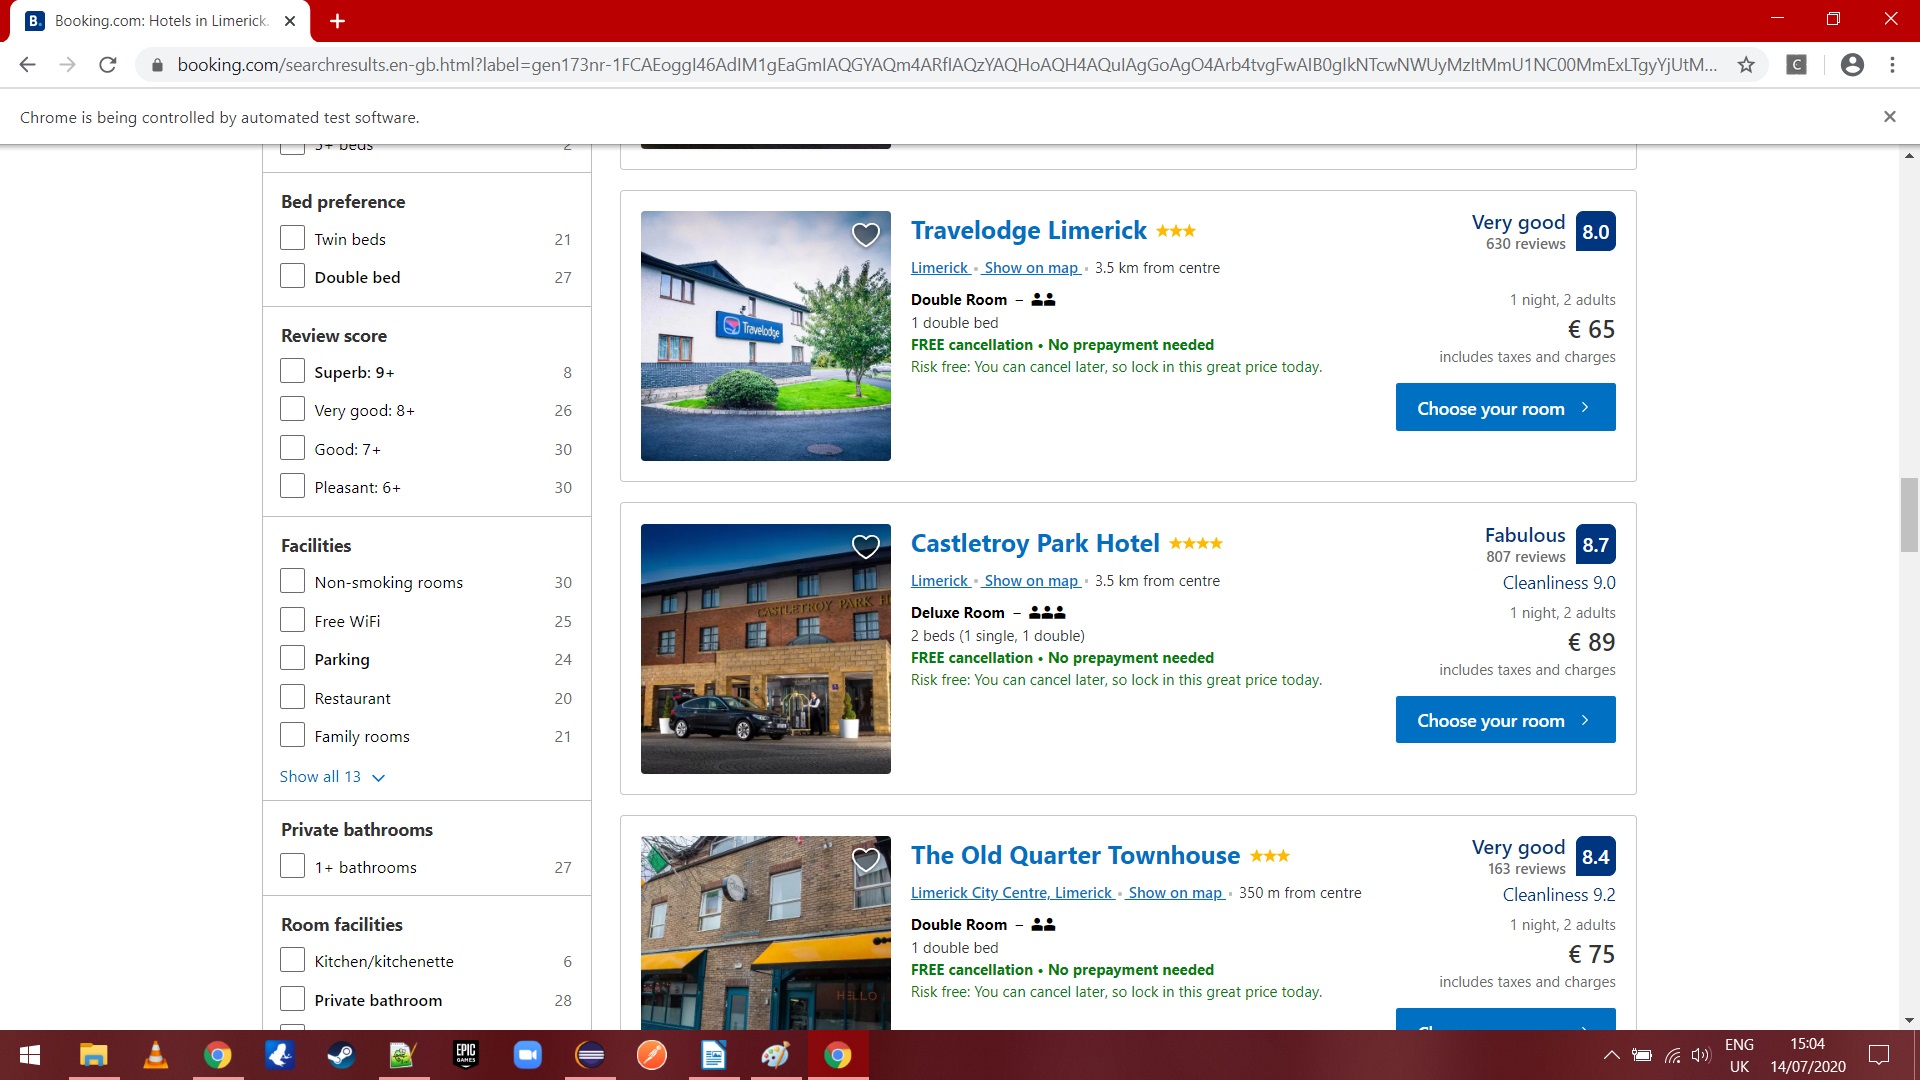 Booking.com: Hotels in Limerick.
booking.com/searchresults.en-gb.html?label=gen173nr-1FCAEoggI46AdIM1gEaGmIAQGYAQm4ARfIAQzYAQHoAQH4AQuIAgGoAgO4Arb4tvgFwAIB0gIkNTcwNWUyMzItMmU1NC00MmExLTgyYjUtM...
Chrome is being controlled by automated test software.
5+ beds 2
Bed preference
Twin beds 21
Double bed 27
Review score
Superb: 9+ 8
Very good: 8+ 26
Good: 7+ 30
Pleasant: 6+ 30
Facilities
Non-smoking rooms 30
Free WiFi 25
Parking 24
Restaurant 20
Family rooms 21
Show all 13
Private bathrooms
1+ bathrooms 27
Room facilities
Kitchen/kitchenette 6
Private bathroom 28
Travelodge
Travelodge Limerick
Very good 8.0
630 reviews
Limerick • Show on map • 3.5 km from centre
Double Room –
1 night, 2 adults
1 double bed
€ 65
FREE cancellation • No prepayment needed
includes taxes and charges
Risk free: You can cancel later, so lock in this great price today.
Choose your room
CASTLETROY PARK H
Castletroy Park Hotel
Fabulous 8.7
807 reviews
Limerick • Show on map • 3.5 km from centre
Cleanliness 9.0
Deluxe Room –
1 night, 2 adults
2 beds (1 single, 1 double)
€ 89
FREE cancellation • No prepayment needed
includes taxes and charges
Risk free: You can cancel later, so lock in this great price today.
Choose your room
HELLO
The Old Quarter Townhouse
Very good 8.4
163 reviews
Limerick City Centre, Limerick • Show on map • 350 m from centre
Cleanliness 9.2
Double Room –
1 night, 2 adults
1 double bed
€ 75
FREE cancellation • No prepayment needed
includes taxes and charges
Risk free: You can cancel later, so lock in this great price today.
EPIC
GAMES
ENG
UK
15:04
14/07/2020